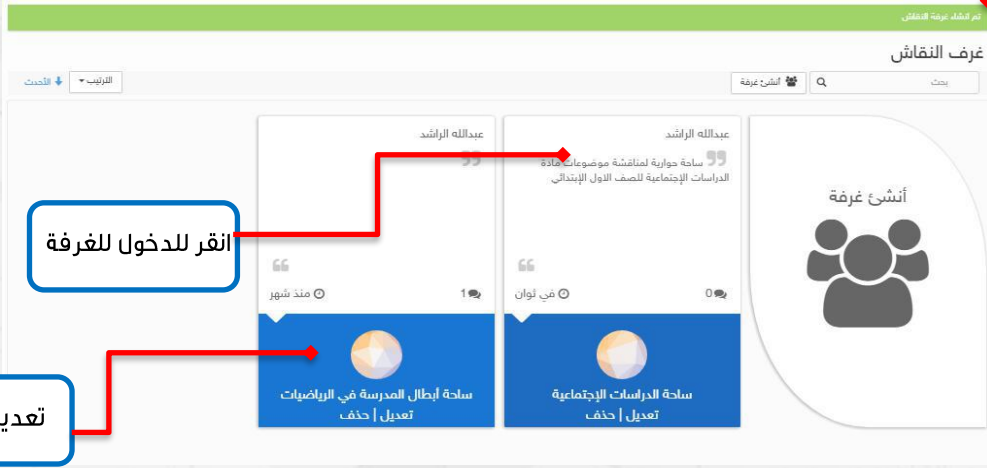 تم انشاء غرفة النقاش
غرف النقاش
بحث
أنشئ غرفة
الترتيب
الأحدث
أنشئ غرفة
عبدالله الراشد
ساحة حوارية لمناقشة موضوعات مادة
الدراسات الإجتماعية للصف الاول الإبتدائي
0
في ثوان
ساحة الدراسات الإجتماعية
تعديل | حذف
عبدالله الراشد
1
منذ شهر
ساحة أبطال المدرسة في الرياضيات
تعديل | حذف
انقر للدخول للغرفة